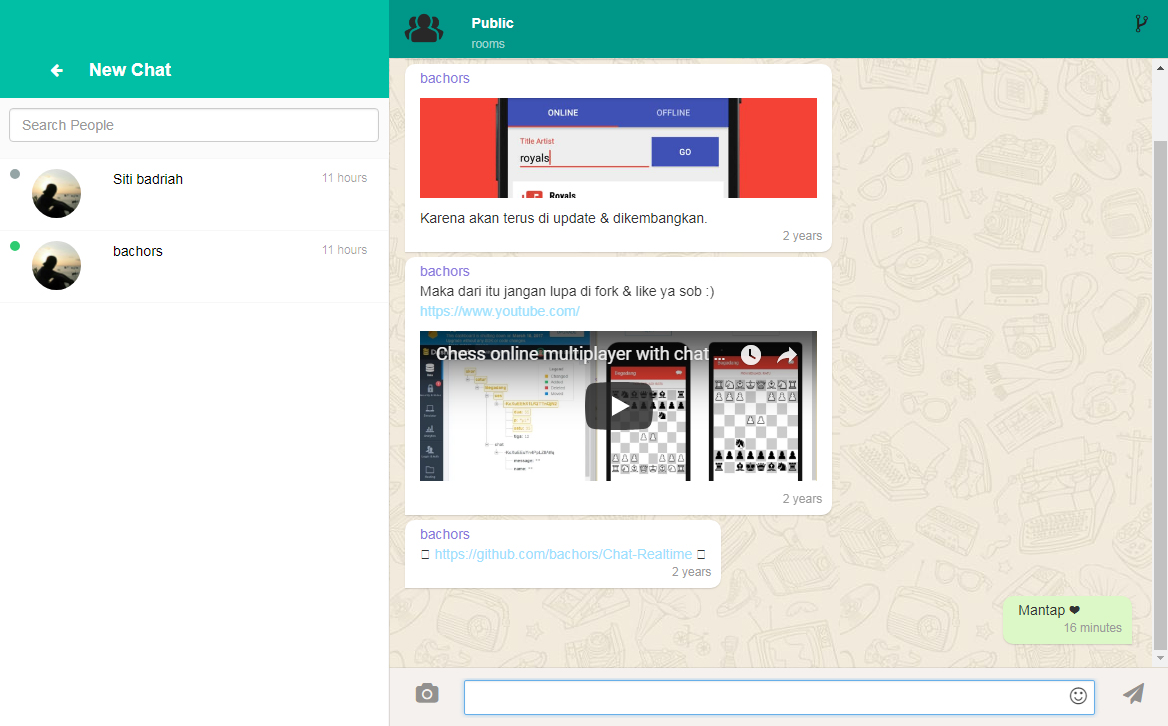 New Chat
Search People
Siti badriah
11 hours
bachors
11 hours
Public
rooms
bachors
ONLINE
OFFLINE
Title Artist
royals
GO
Royals
Karena akan terus di update & dikembangkan.
2 years
bachors
Maka dari itu jangan lupa di fork & like ya sob :)
https://www.youtube.com/
Chess online multiplayer with chat ...
2 years
bachors
https://github.com/bachors/Chat-Realtime
2 years
Mantap ❤
16 minutes